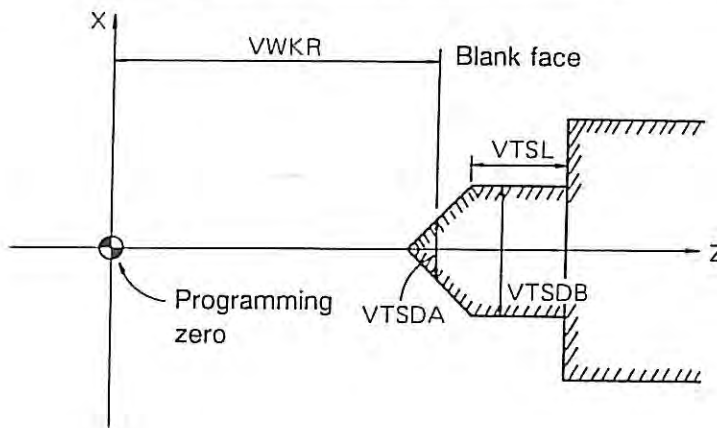 X
VWKR
Blank face
VTSL
Z
Programming
zero
VTSDA
VTSDB